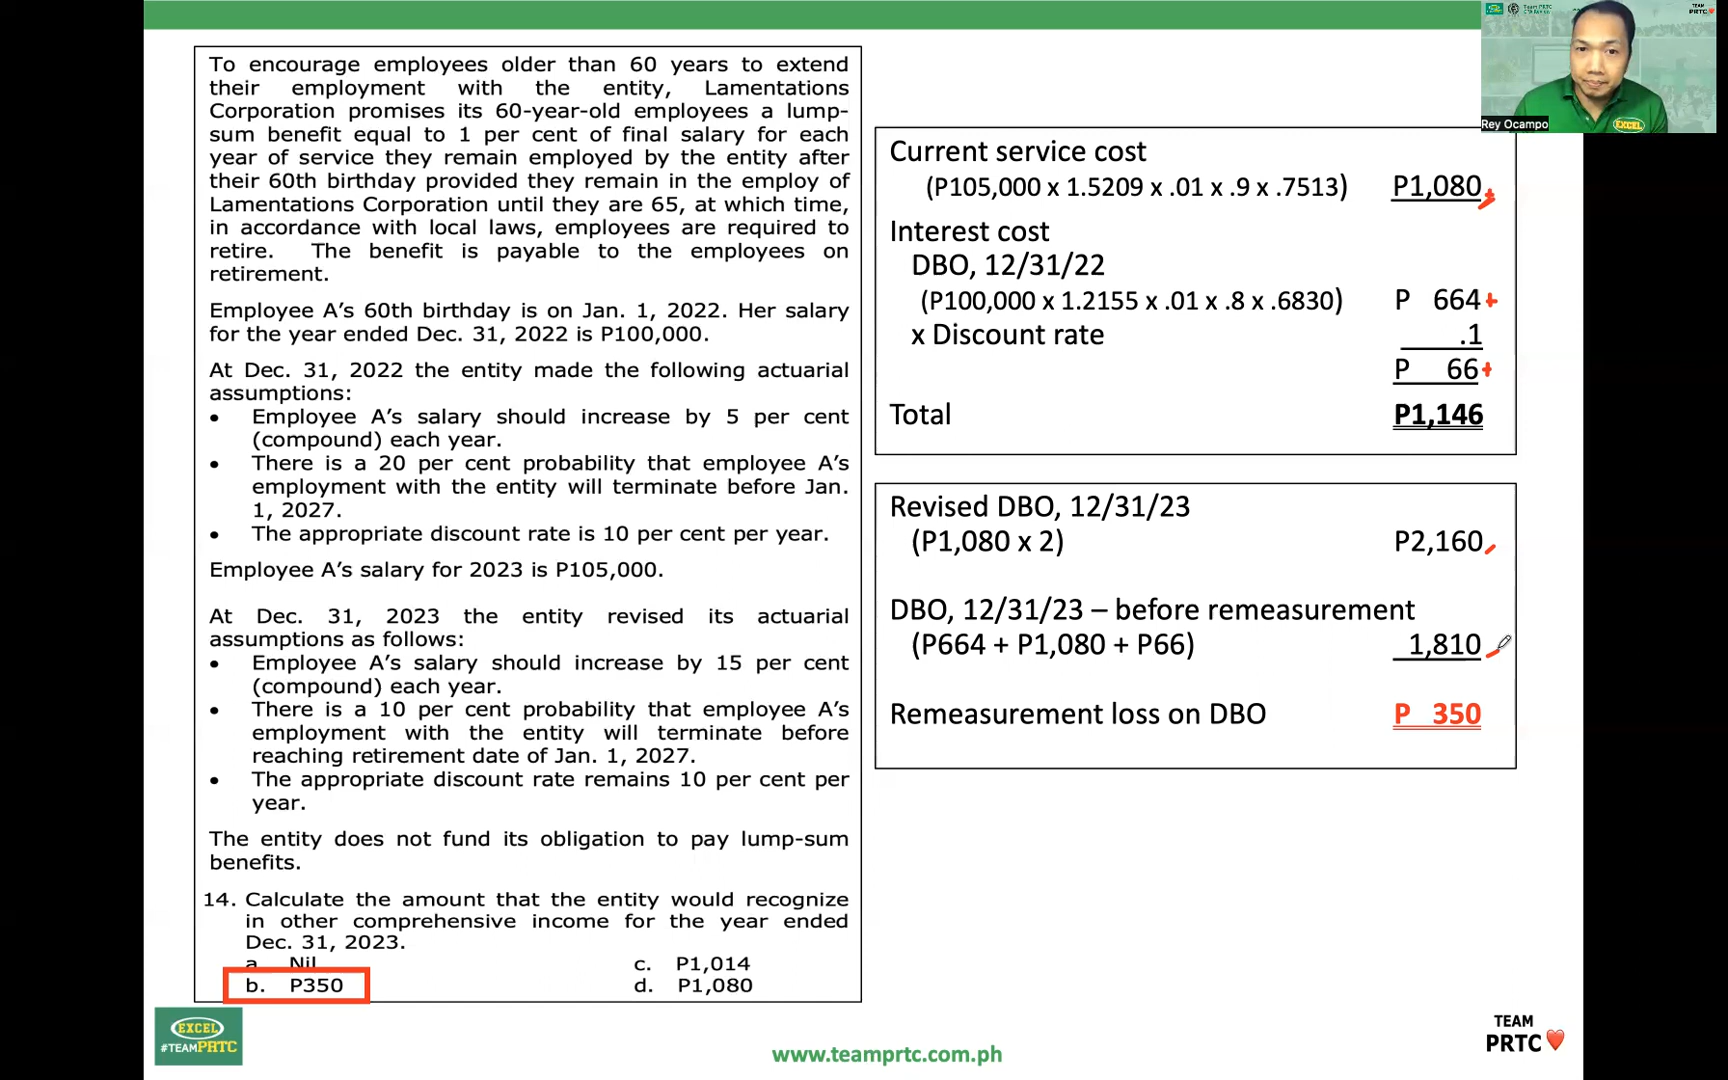 To encourage employees older than 60 years to extend
their employment with the entity, Lamentations
Corporation promises its 60-year-old employees a lump-
sum benefit equal to 1 per cent of final salary for each
year of service they remain employed by the entity after
their 60th birthday provided they remain in the employ of
Lamentations Corporation until they are 65, at which time,
in accordance with local laws, employees are required to
retire. The benefit is payable to the employees on
retirement.
Employee A's 60th birthday is on Jan. 1, 2022. Her salary
for the year ended Dec. 31, 2022 is P100,000.
At Dec. 31, 2022 the entity made the following actuarial
assumptions:
• Employee A's salary should increase by 5 per cent
(compound) each year.
• There is a 20 per cent probability that employee A's
employment with the entity will terminate before Jan.
1, 2027.
• The appropriate discount rate is 10 per cent per year.
Employee A's salary for 2023 is P105,000.
At Dec. 31, 2023 the entity revised its actuarial
assumptions as follows:
• Employee A's salary should increase by 15 per cent
(compound) each year.
• There is a 10 per cent probability that employee A's
employment with the entity will terminate before
reaching retirement date of Jan. 1, 2027.
• The appropriate discount rate remains 10 per cent per
year.
The entity does not fund its obligation to pay lump-sum
benefits.
14. Calculate the amount that the entity would recognize
in other comprehensive income for the year ended
Dec. 31, 2023.
a. Nil c. P1,014
b. P350 d. P1,080
Current service cost
(P105,000 x 1.5209 x .01 x .9 x .7513) P1,080
Interest cost
DBO, 12/31/22
(P100,000 x 1.2155 x .01 x .8 x .6830) P 664
x Discount rate .1
P 66
Total P1,146
Revised DBO, 12/31/23
(P1,080 x 2) P2,160
DBO, 12/31/23 – before remeasurement
(P664 + P1,080 + P66) 1,810
Remeasurement loss on DBO P 350
Rey Ocampo
EXCEL
TEAM
PRTC
EXCEL
#TEAMPRTC
www.teamprtc.com.ph
TEAM
PRTC